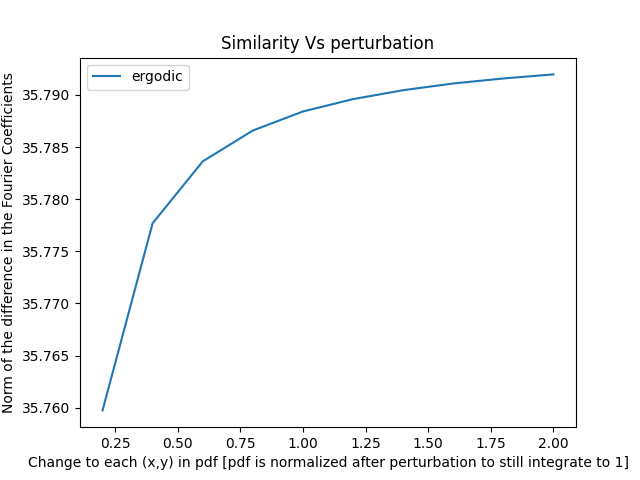 Similarity Vs perturbation
ergodic
Norm of the difference in the Fourier Coefficients
35.790
35.785
35.780
35.775
35.770
35.765
35.760
0.25 0.50 0.75 1.00 1.25 1.50 1.75 2.00
Change to each (x,y) in pdf [pdf is normalized after perturbation to still integrate to 1]